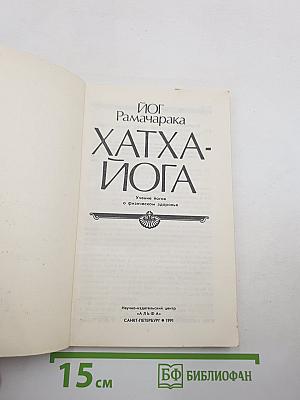 ЙОГ
Рамачарака
ХАТХА-
ЙОГА
Учение йогов
о физическом здоровье
Научно-издательский центр
«АЛЬФА»
САНКТ-ПЕТЕРБУРГ 1991
15 см
БФ БИБЛИОФАН